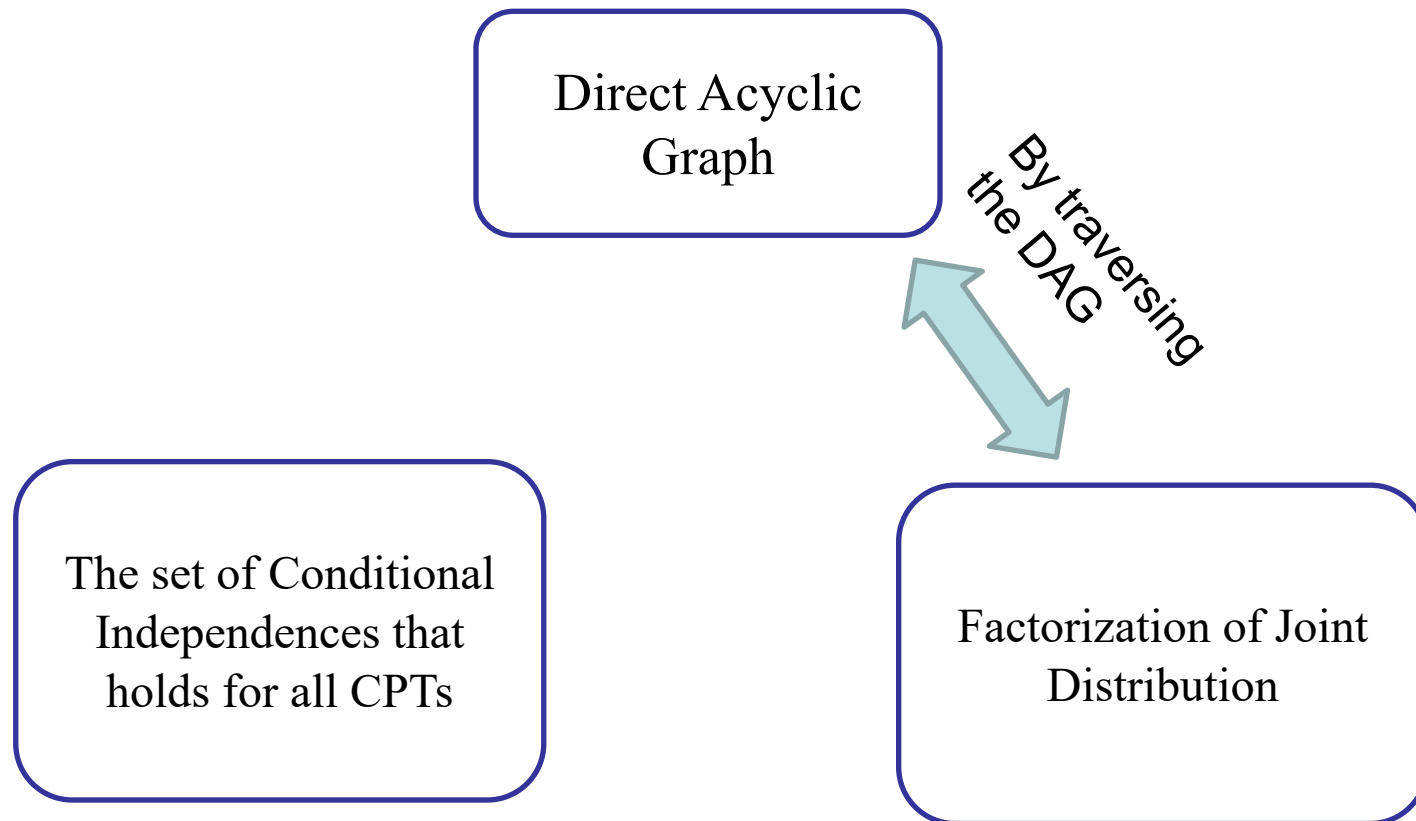 Direct Acyclic
Graph
By traversing
the DAG
The set of Conditional
Independences that
holds for all CPTs
Factorization of Joint
Distribution